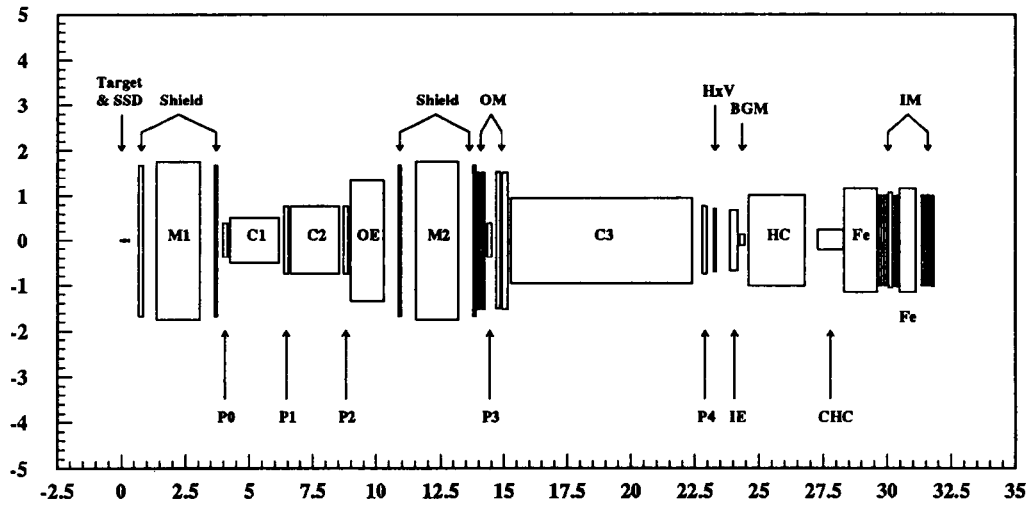 5
4
3
2
1
0
-1
-2
-3
-4
-5
Target
& SSD
Shield
Shield
OM
HxV
BGM
IM
M1
C1
C2
OE
M2
C3
HC
Fe
Fe
P0
P1
P2
P3
P4
IE
CHC
-2.5 0 2.5 5 7.5 10 12.5 15 17.5 20 22.5 25 27.5 30 32.5 35